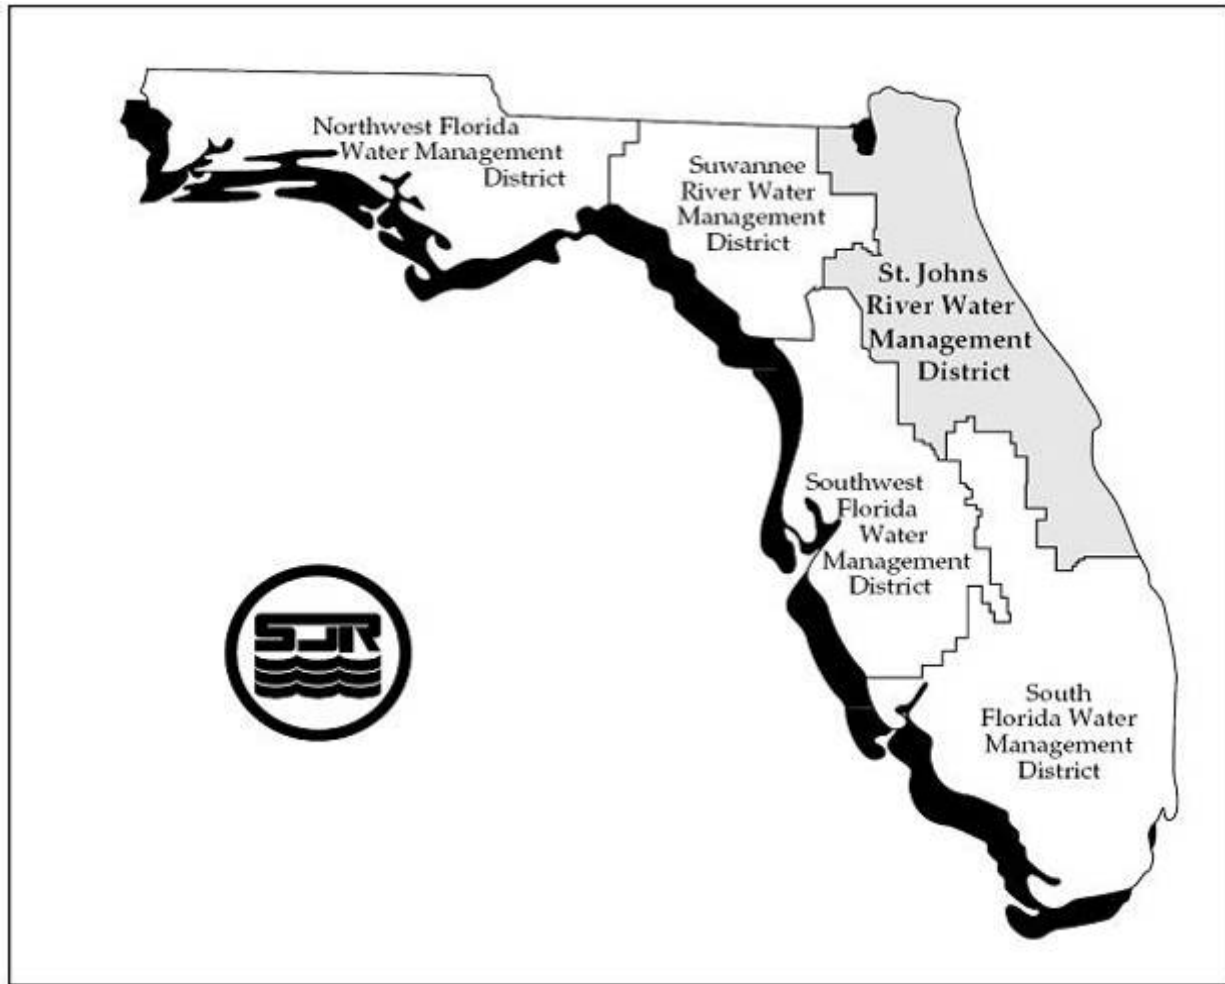 Northwest Florida
Water Management
District
Suwannee
River Water
Management
District
St. Johns
River Water
Management
District
Southwest
Florida
Water
Management
District
South
Florida Water
Management
District
SJR